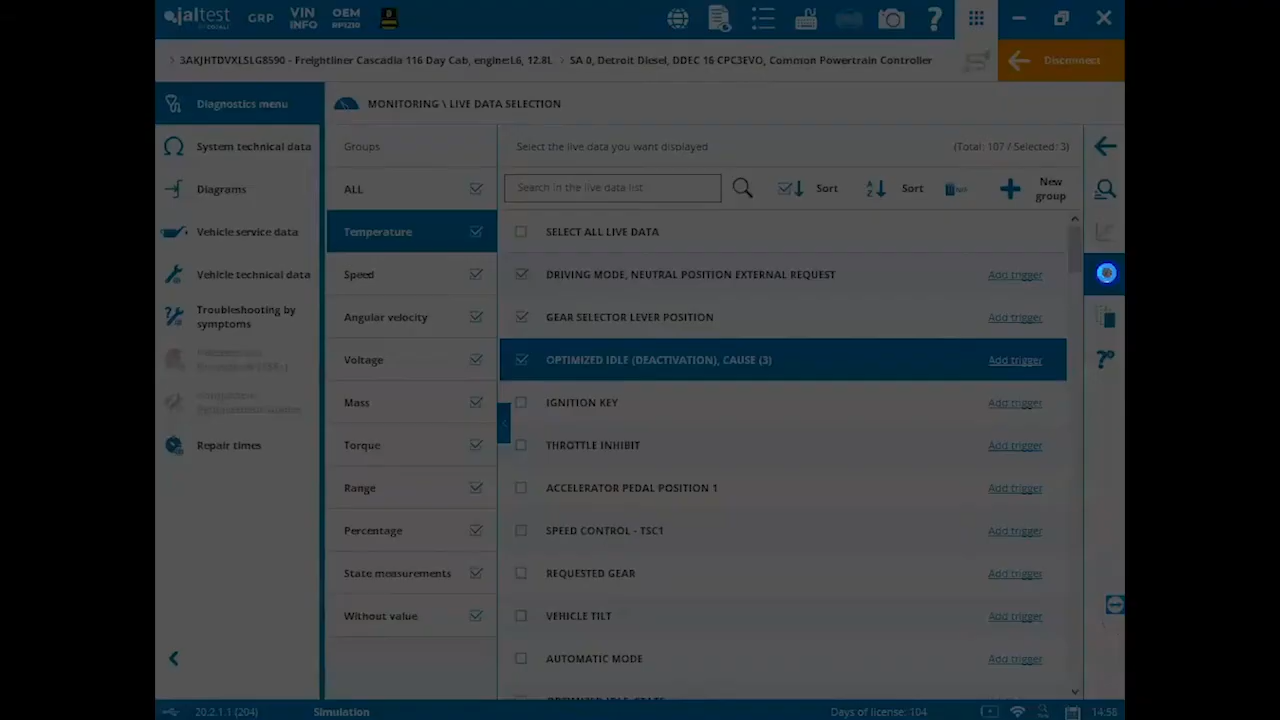 jaltest
GRP
VIN INFO
OEM
3AKJHTDVXLSLG8590 - Freightliner Cascadia 116 Day Cab, engine:L6, 12.8L > SA 0, Detroit Diesel, DDEC 16 CPC3EVO, Common Powertrain Controller
Disconnect
Diagnostics menu
System technical data
Diagrams
Vehicle service data
Vehicle technical data
Troubleshooting by
symptoms
Repair times
MONITORING \ LIVE DATA SELECTION
Groups
ALL
Temperature
Speed
Angular velocity
Voltage
Mass
Torque
Range
Percentage
State measurements
Without value
Select the live data you want displayed
(Total: 107 / Selected: 3)
Search in the live data list
Sort
A Z
Sort
New
group
SELECT ALL LIVE DATA
DRIVING MODE, NEUTRAL POSITION EXTERNAL REQUEST Add trigger
GEAR SELECTOR LEVER POSITION Add trigger
OPTIMIZED IDLE (DEACTIVATION), CAUSE (3) Add trigger
IGNITION KEY Add trigger
THROTTLE INHIBIT Add trigger
ACCELERATOR PEDAL POSITION 1 Add trigger
SPEED CONTROL - TSC1 Add trigger
REQUESTED GEAR Add trigger
VEHICLE TILT Add trigger
AUTOMATIC MODE Add trigger
20.2.1.1 (204)
Simulation
Days of license: 104
14:58